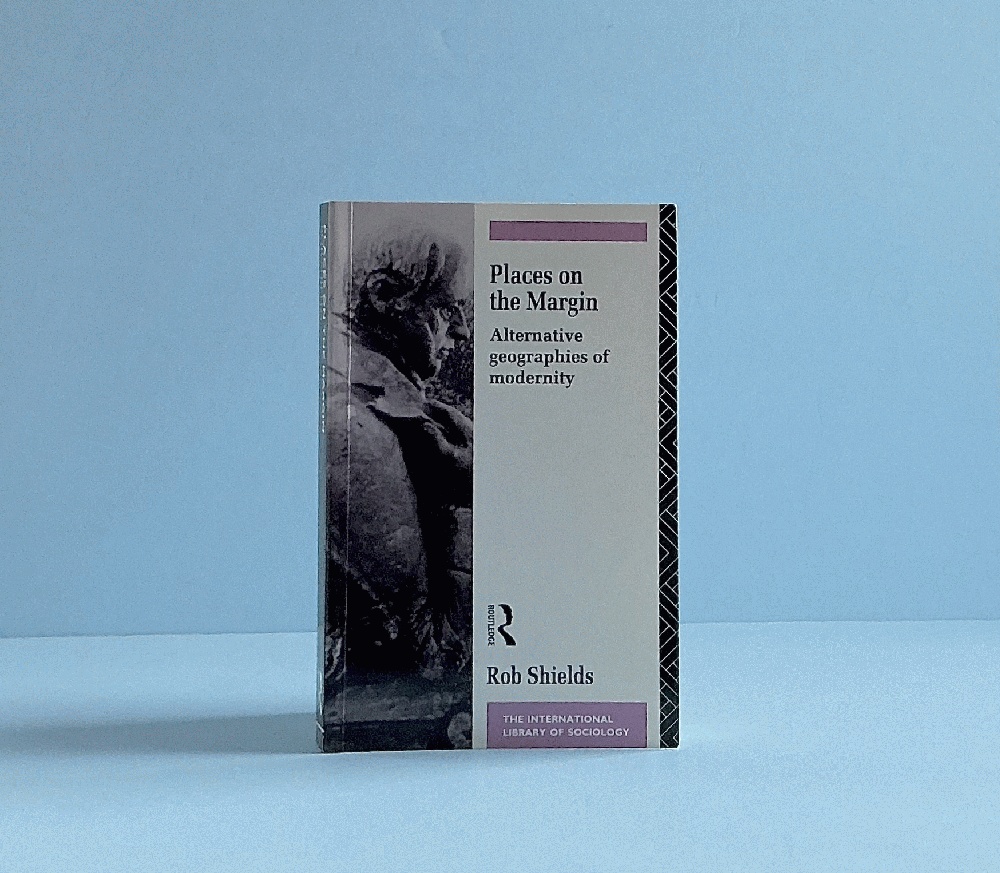 Places on
the Margin
Alternative
geographies of
modernity
ROUTLEDGE
Rob Shields
THE INTERNATIONAL
LIBRARY OF SOCIOLOGY